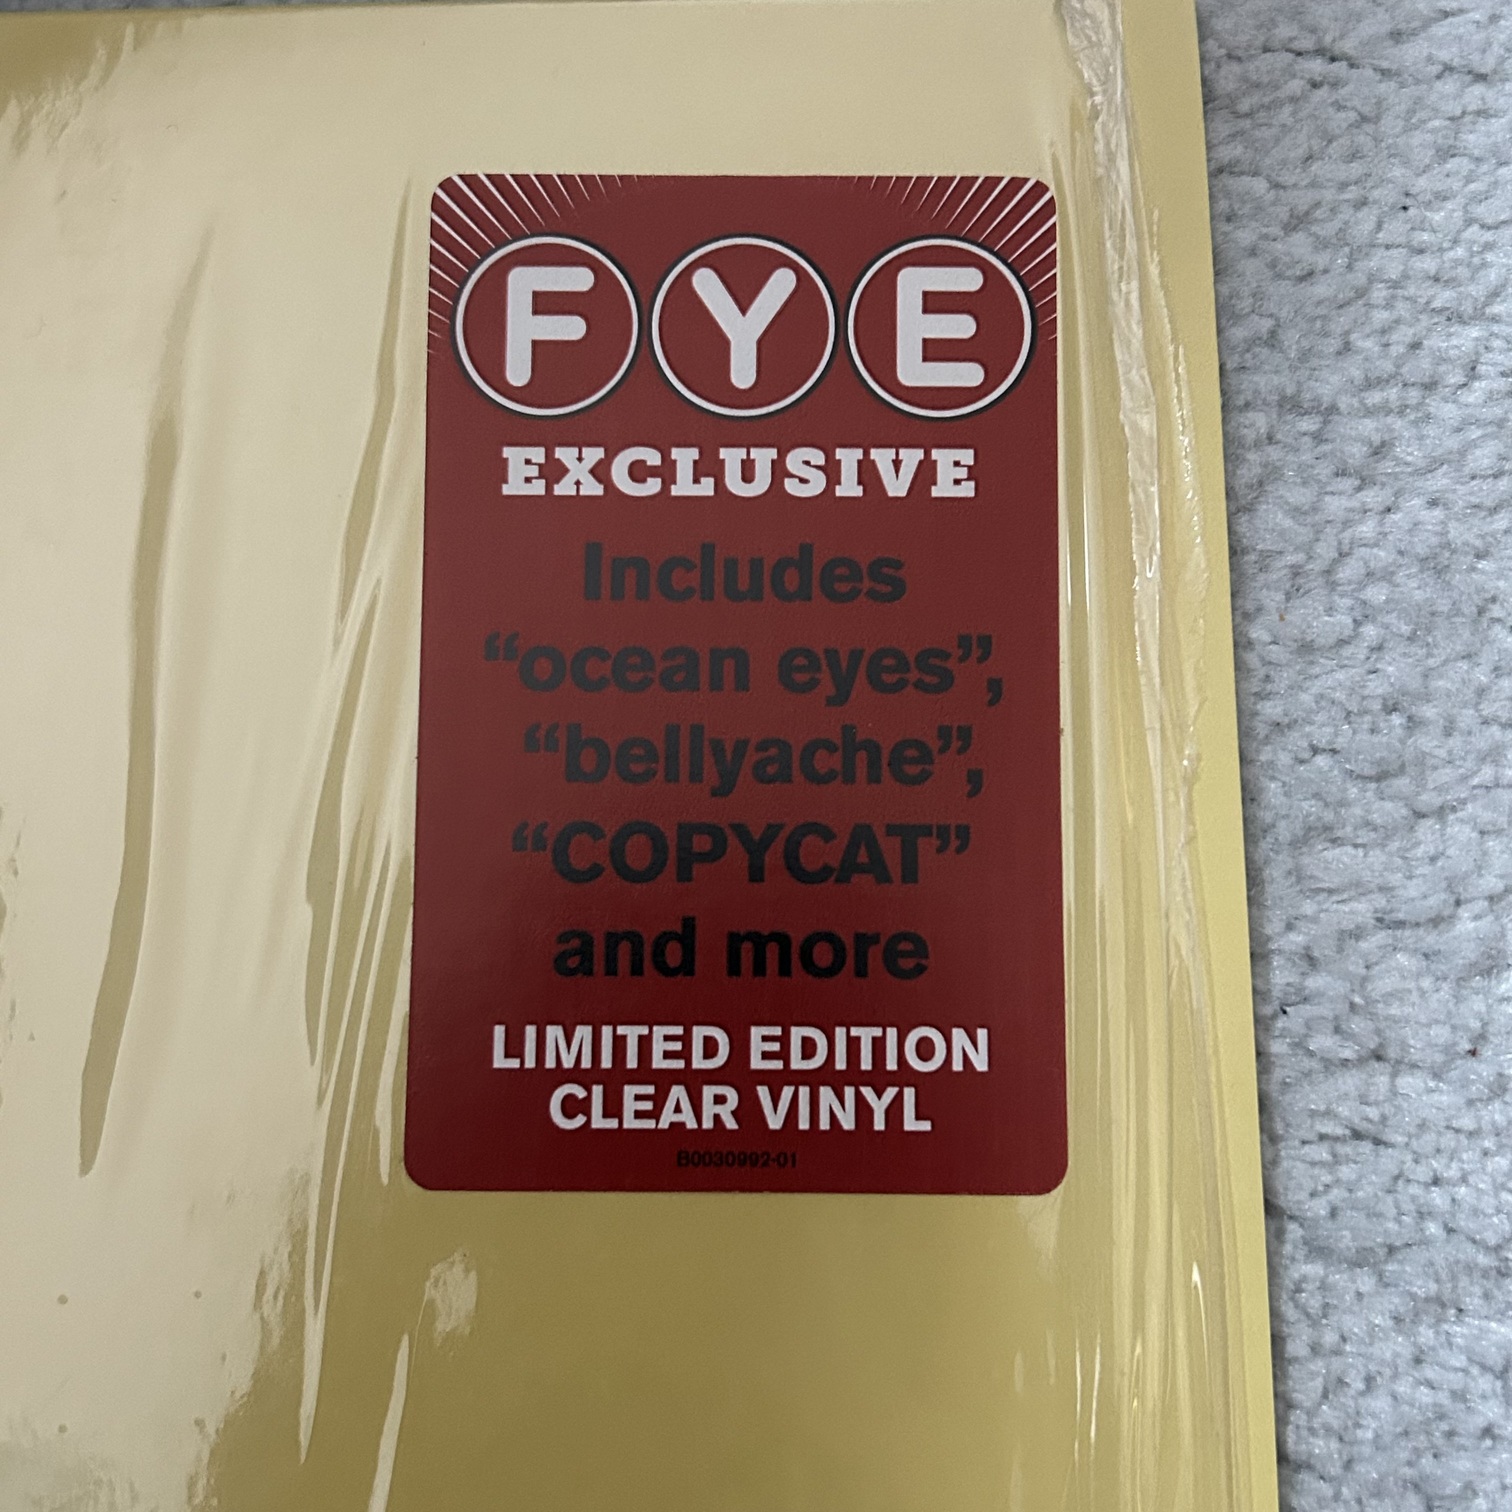 FYE
EXCLUSIVE
Includes
“ocean eyes”,
“bellyache”,
“COPYCAT”
and more
LIMITED EDITION
CLEAR VINYL
B0030992-01